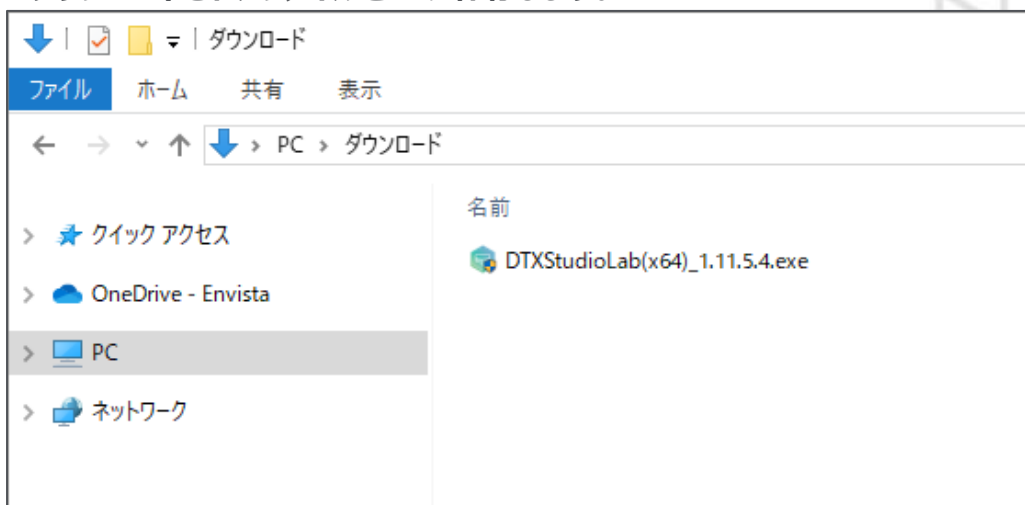 ダウンロード
ファイル ホーム 共有 表示
PC > ダウンロード
名前
クイック アクセス
DTXStudioLab(x64)_1.11.5.4.exe
OneDrive - Envista
PC
ネットワーク